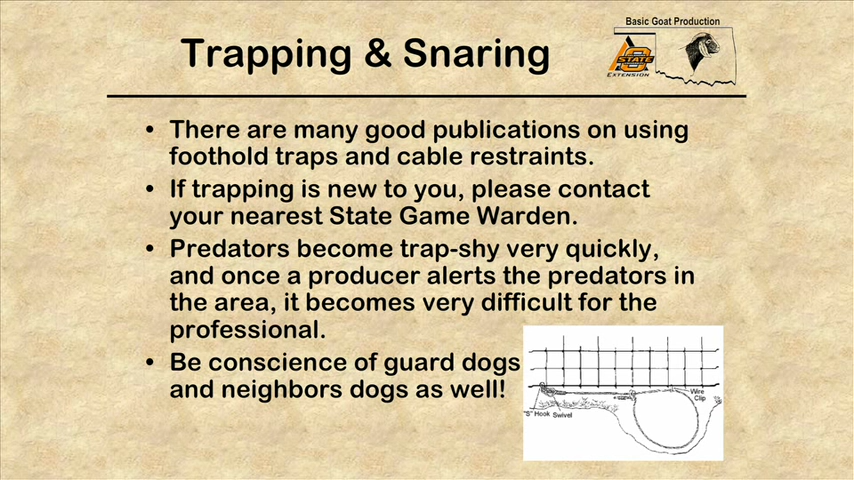 Basic Goat Production
Trapping & Snaring
STATE
EXTENSION
• There are many good publications on using
foothold traps and cable restraints.
• If trapping is new to you, please contact
your nearest State Game Warden.
• Predators become trap-shy very quickly,
and once a producer alerts the predators in
the area, it becomes very difficult for the
professional.
• Be conscience of guard dogs
and neighbors dogs as well!
Wire
Clip
"S" Hook
Swivel